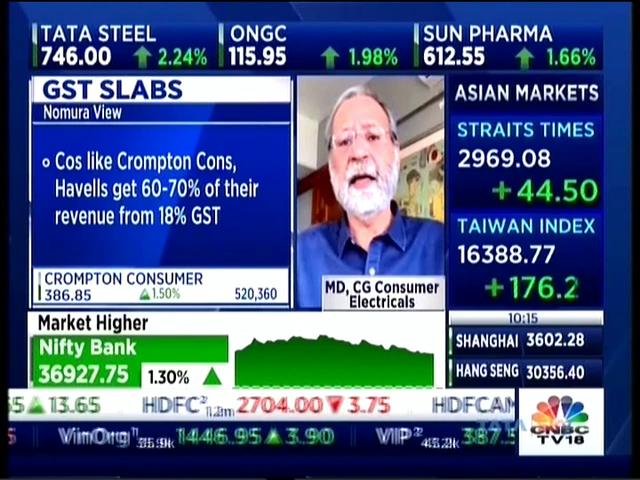 TATA STEEL
746.00 2.24%
ONGC
115.95 1.98%
SUN PHARMA
612.55 1.66%
GST SLABS
Nomura View
Cos like Crompton Cons,
Havells get 60-70% of their
revenue from 18% GST
CROMPTON CONSUMER
386.85 1.50% 520,360
MD, CG Consumer
Electricals
ASIAN MARKETS
STRAITS TIMES
2969.08
+44.50
TAIWAN INDEX
16388.77
+176.2
10:15
SHANGHAI 3602.28
HANG SENG 30356.40
Market Higher
Nifty Bank
36927.75 1.30%
5 13.65 HDFC 2704.00 3.75 HDFCAM
1446.95 3.90 VIP 387.5
CNBC
TV18